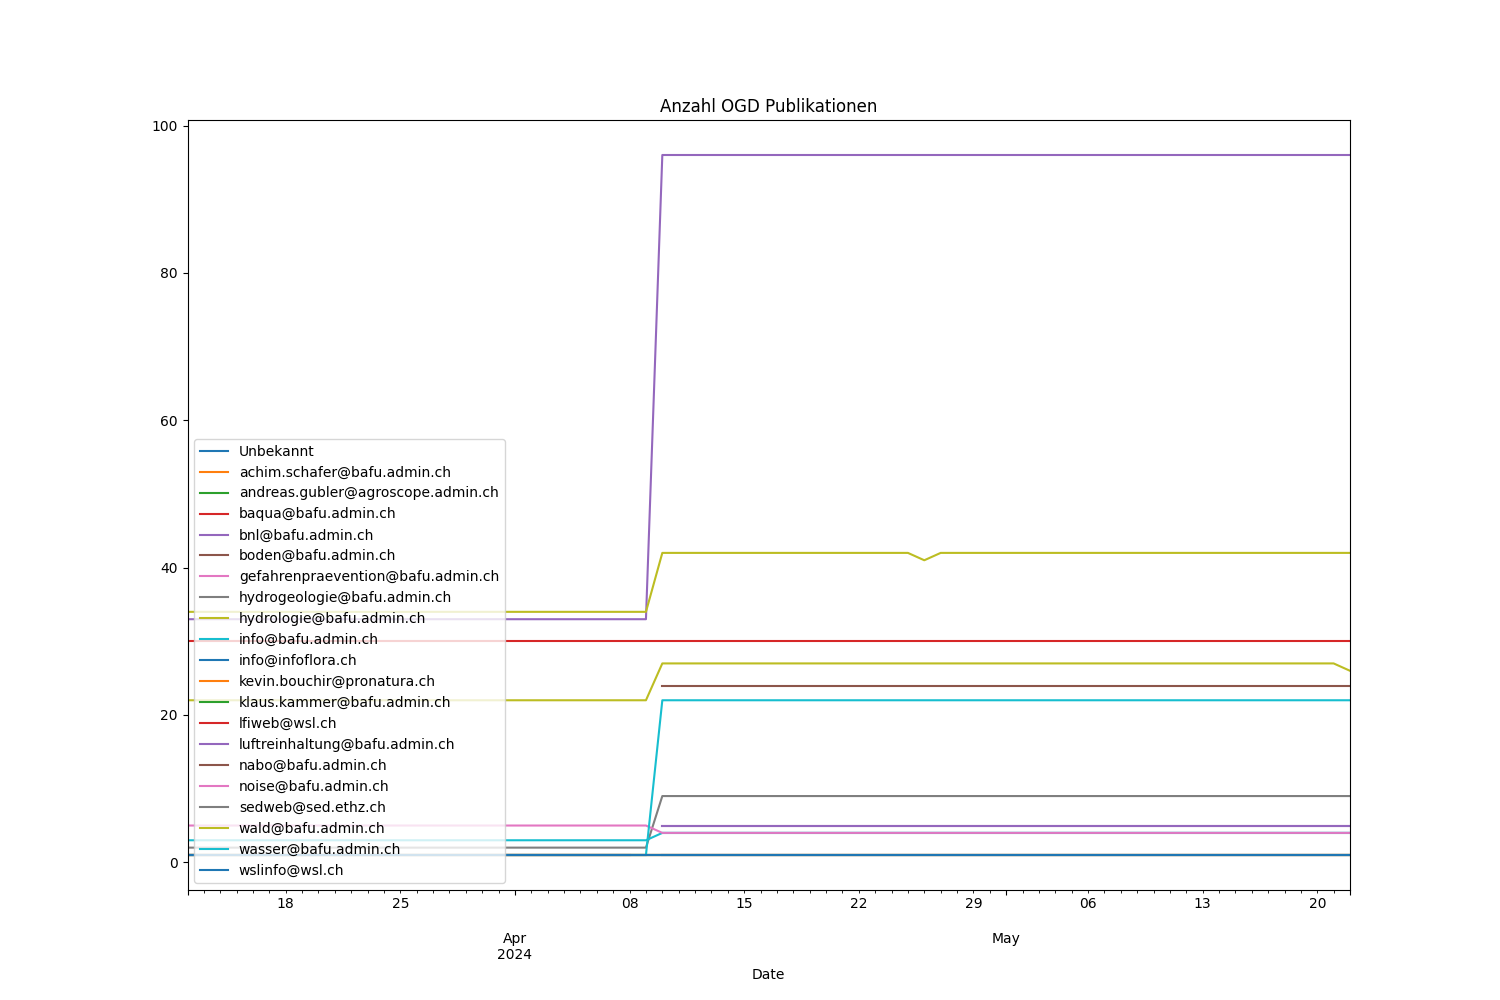 Anzahl OGD Publikationen
100
80
60
40
20
0
Unbekannt
achim.schafer@bafu.admin.ch
andreas.gubler@agroscope.admin.ch
baqua@bafu.admin.ch
bnl@bafu.admin.ch
boden@bafu.admin.ch
gefahrenpraevention@bafu.admin.ch
hydrogeologie@bafu.admin.ch
hydrologie@bafu.admin.ch
info@bafu.admin.ch
info@infoflora.ch
kevin.bouchir@pronatura.ch
klaus.kammer@bafu.admin.ch
lfiweb@wsl.ch
luftreinhaltung@bafu.admin.ch
nabo@bafu.admin.ch
noise@bafu.admin.ch
sedweb@sed.ethz.ch
wald@bafu.admin.ch
wasser@bafu.admin.ch
wslinfo@wsl.ch
18 25 08 15 22 29 06 13 20
Apr May
2024
Date